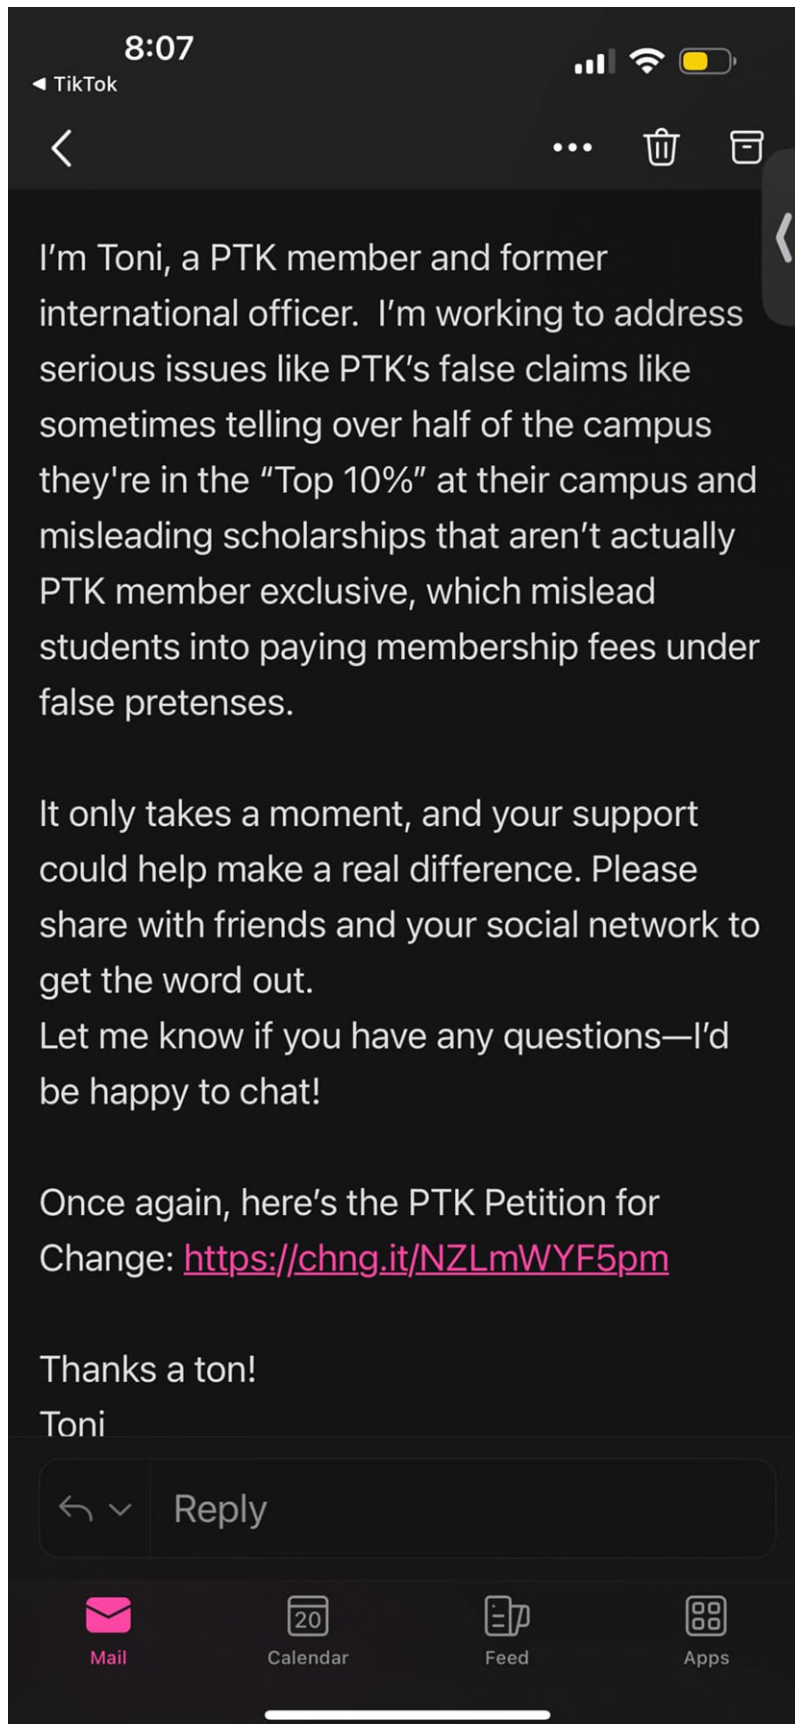 8:07
◀ TikTok
I’m Toni, a PTK member and former
international officer.  I’m working to address
serious issues like PTK’s false claims like
sometimes telling over half of the campus
they're in the “Top 10%” at their campus and
misleading scholarships that aren’t actually
PTK member exclusive, which mislead
students into paying membership fees under
false pretenses.
It only takes a moment, and your support
could help make a real difference. Please
share with friends and your social network to
get the word out.
Let me know if you have any questions—I’d
be happy to chat!
Once again, here’s the PTK Petition for
Change: https://chng.it/NZLmWYF5pm
Thanks a ton!
Toni
Reply
20
Mail
Calendar
Feed
Apps